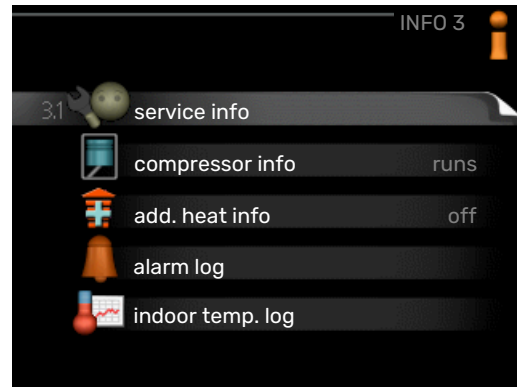 INFO 3
3.1 service info
compressor info runs
add. heat info off
alarm log
indoor temp. log